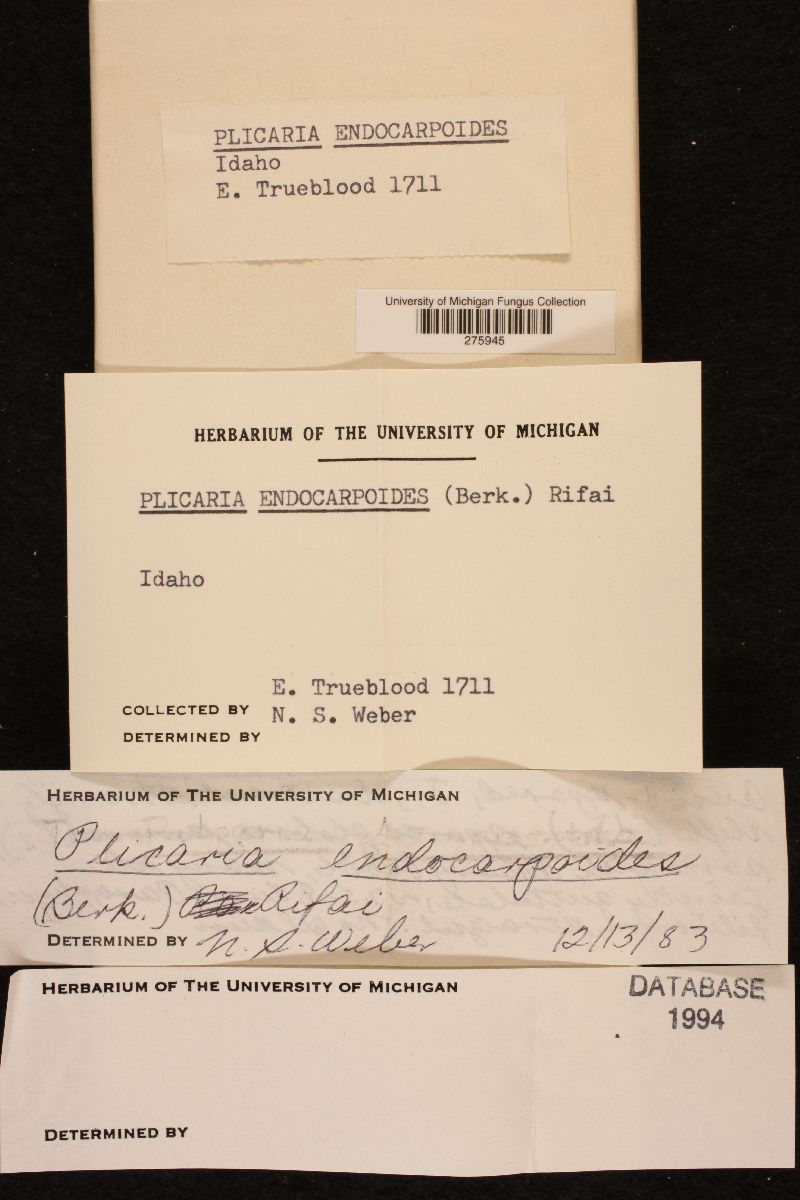 PLICARIA ENDOCARPOIDES
Idaho
E. Trueblood 1711
University of Michigan Fungus Collection
275945
HERBARIUM OF THE UNIVERSITY OF MICHIGAN
PLICARIA ENDOCARPOIDES (Berk.) Rifai
Idaho
E. Trueblood 1711
COLLECTED BY N. S. Weber
DETERMINED BY
HERBARIUM OF THE UNIVERSITY OF MICHIGAN
Plicaria endocarpoides
(Berk.) Rifai
DETERMINED BY N. S. Weber 12/13/83
HERBARIUM OF THE UNIVERSITY OF MICHIGAN
DATABASE
1994
DETERMINED BY